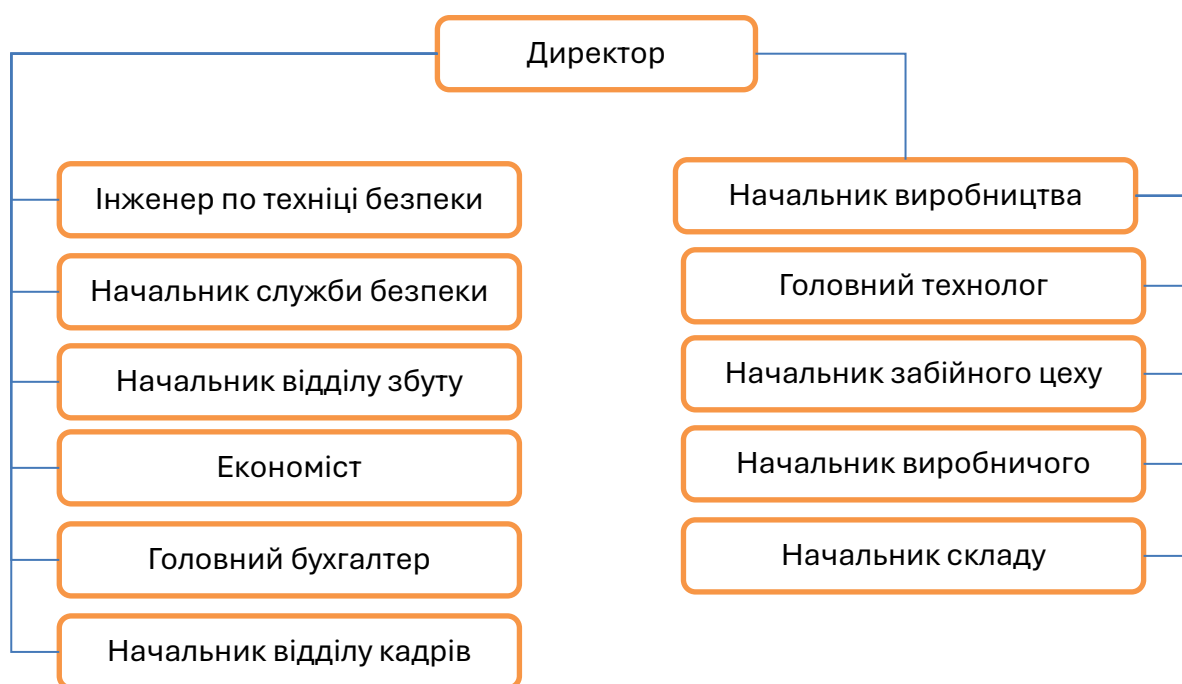 Директор
Інженер по техніці безпеки
Начальник служби безпеки
Начальник відділу збуту
Економіст
Головний бухгалтер
Начальник відділу кадрів
Начальник виробництва
Головний технолог
Начальник забійного цеху
Начальник виробничого
Начальник складу